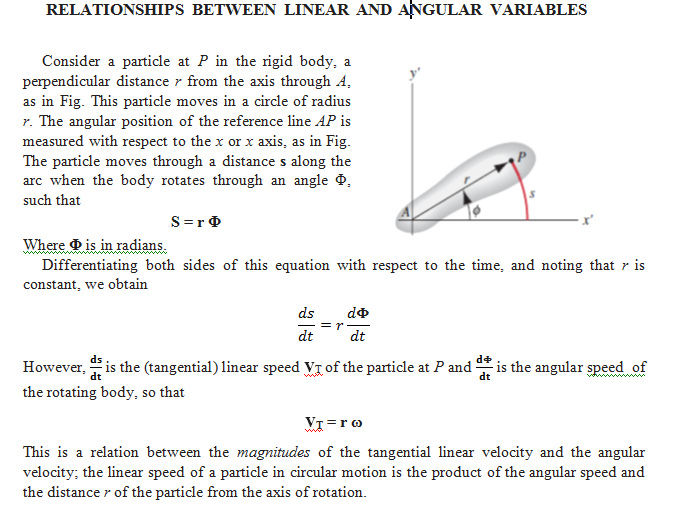 RELATIONSHIPS BETWEEN LINEAR AND ANGULAR VARIABLES
Consider a particle at P in the rigid body, a
perpendicular distance r from the axis through A,
as in Fig. This particle moves in a circle of radius
r. The angular position of the reference line AP is
measured with respect to the x or x axis, as in Fig.
The particle moves through a distance s along the
arc when the body rotates through an angle Φ,
such that
S = r Φ
y'
P
r
s
A
ϕ
x'
Where Φ is in radians.
Differentiating both sides of this equation with respect to the time, and noting that r is
constant, we obtain
ds/dt = r dΦ/dt
However, ds/dt is the (tangential) linear speed V_T of the particle at P and dΦ/dt is the angular speed of
the rotating body, so that
V_T = r ω
This is a relation between the magnitudes of the tangential linear velocity and the angular
velocity; the linear speed of a particle in circular motion is the product of the angular speed and
the distance r of the particle from the axis of rotation.